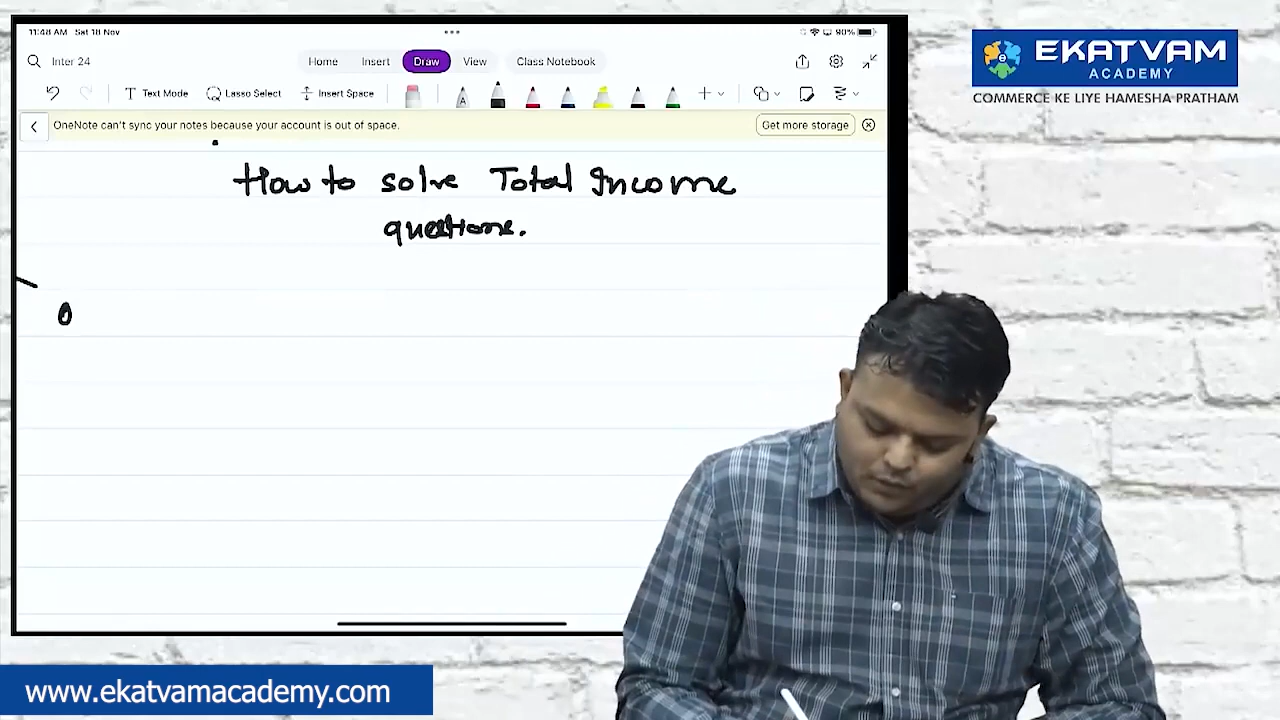 11:48 AM Sat 18 Nov
90%
Inter 24
Home Insert Draw View Class Notebook
Text Mode Lasso Select Insert Space
A
OneNote can't sync your notes because your account is out of space.
Get more storage
How to solve Total Income
questions.
EKATVAM
ACADEMY
COMMERCE KE LIYE HAMESHA PRATHAM
www.ekatvamacademy.com